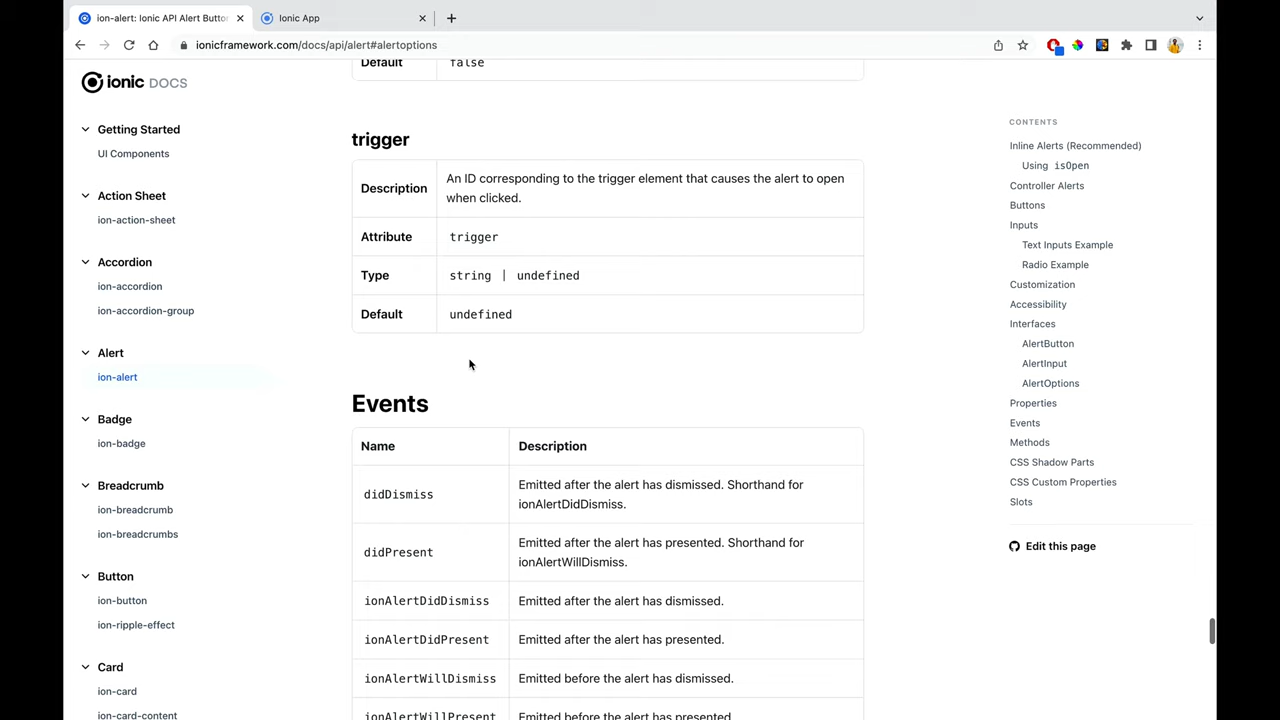 ion-alert: Ionic API Alert Butto
Ionic App
ionicframework.com/docs/api/alert#alertoptions
ionic DOCS
Getting Started
UI Components
Action Sheet
ion-action-sheet
Accordion
ion-accordion
ion-accordion-group
Alert
ion-alert
Badge
ion-badge
Breadcrumb
ion-breadcrumb
ion-breadcrumbs
Button
ion-button
ion-ripple-effect
Card
ion-card
ion-card-content
Default false
trigger
Description An ID corresponding to the trigger element that causes the alert to open
when clicked.
Attribute trigger
Type string | undefined
Default undefined
Events
Name Description
didDismiss Emitted after the alert has dismissed. Shorthand for
ionAlertDidDismiss.
didPresent Emitted after the alert has presented. Shorthand for
ionAlertWillDismiss.
ionAlertDidDismiss Emitted after the alert has dismissed.
ionAlertDidPresent Emitted after the alert has presented.
ionAlertWillDismiss Emitted before the alert has dismissed.
ionAlertWillPresent Emitted before the alert has presented.
CONTENTS
Inline Alerts (Recommended)
Using isOpen
Controller Alerts
Buttons
Inputs
Text Inputs Example
Radio Example
Customization
Accessibility
Interfaces
AlertButton
AlertInput
AlertOptions
Properties
Events
Methods
CSS Shadow Parts
CSS Custom Properties
Slots
Edit this page